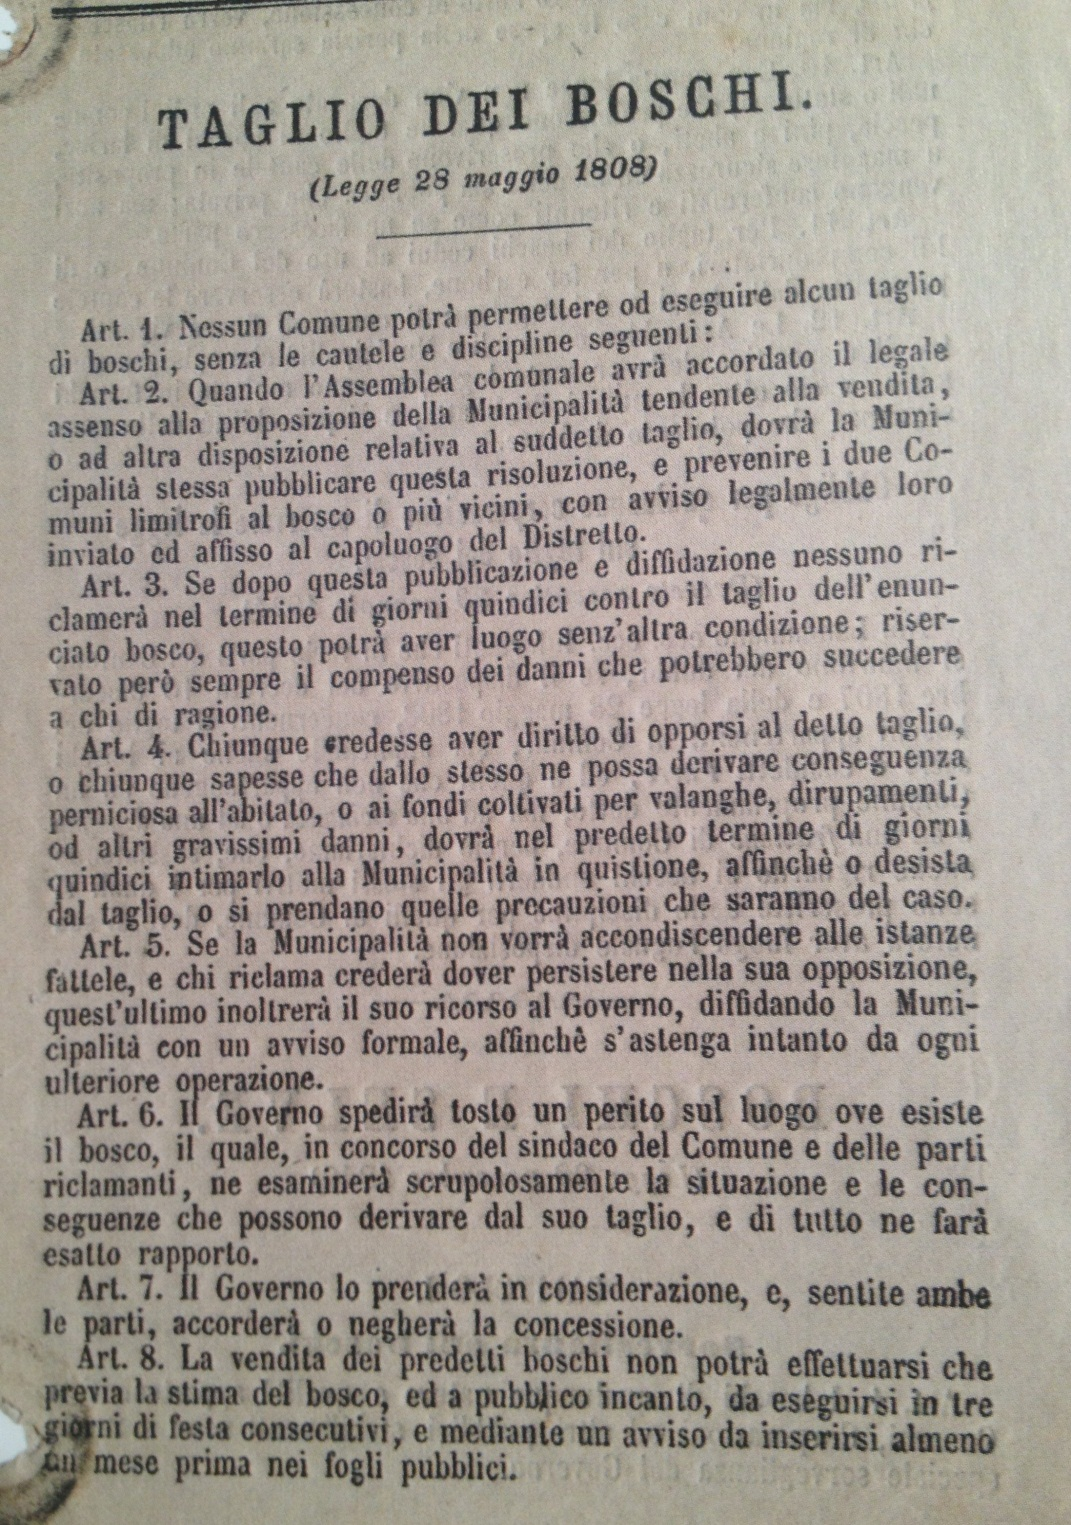 TAGLIO DEI BOSCHI.
(Legge 28 maggio 1808)
Art. 1. Nessun Comune potrà permettere od eseguire alcun taglio
di boschi, senza le cautele e discipline seguenti:
Art. 2. Quando l'Assemblea comunale avrà accordato il legale
assenso alla proposizione della Municipalità tendente alla vendita,
o ad altra disposizione relativa al suddetto taglio, dovrà la Muni-
cipalità stessa pubblicare questa risoluzione, e prevenire i due Co-
muni limitrofi al bosco o più vicini, con avviso legalmente loro
inviato ed affisso al capoluogo del Distretto.
Art. 3. Se dopo questa pubblicazione e diffidazione nessuno ri-
clamerà nel termine di giorni quindici contro il taglio dell'enun-
ciato bosco, questo potrà aver luogo senz'altra condizione; riser-
vato però sempre il compenso dei danni che potrebbero succedere
a chi di ragione.
Art. 4. Chiunque credesse aver diritto di opporsi al detto taglio,
o chiunque sapesse che dallo stesso ne possa derivare conseguenza
perniciosa all'abitato, o ai fondi coltivati per valanghe, dirupamenti,
od altri gravissimi danni, dovrà nel predetto termine di giorni
quindici intimarlo alla Municipalità in quistione, affinchè o desista
dal taglio, o si prendano quelle precauzioni che saranno del caso.
Art. 5. Se la Municipalità non vorrà accondiscendere alle istanze
fattele, e chi riclama crederà dover persistere nella sua opposizione,
quest'ultimo inoltrerà il suo ricorso al Governo, diffidando la Muni-
cipalità con un avviso formale, affinchè s'astenga intanto da ogni
ulteriore operazione.
Art. 6. Il Governo spedirà tosto un perito sul luogo ove esiste
il bosco, il quale, in concorso del sindaco del Comune e delle parti
riclamanti, ne esaminerà scrupolosamente la situazione e le con-
seguenze che possono derivare dal suo taglio, e di tutto ne farà
esatto rapporto.
Art. 7. Il Governo lo prenderà in considerazione, e, sentite ambe
le parti, accorderà o negherà la concessione.
Art. 8. La vendita dei predetti boschi non potrà effettuarsi che
previa la stima del bosco, ed a pubblico incanto, da eseguirsi in tre
giorni di festa consecutivi, e mediante un avviso da inserirsi almeno
un mese prima nei fogli pubblici.